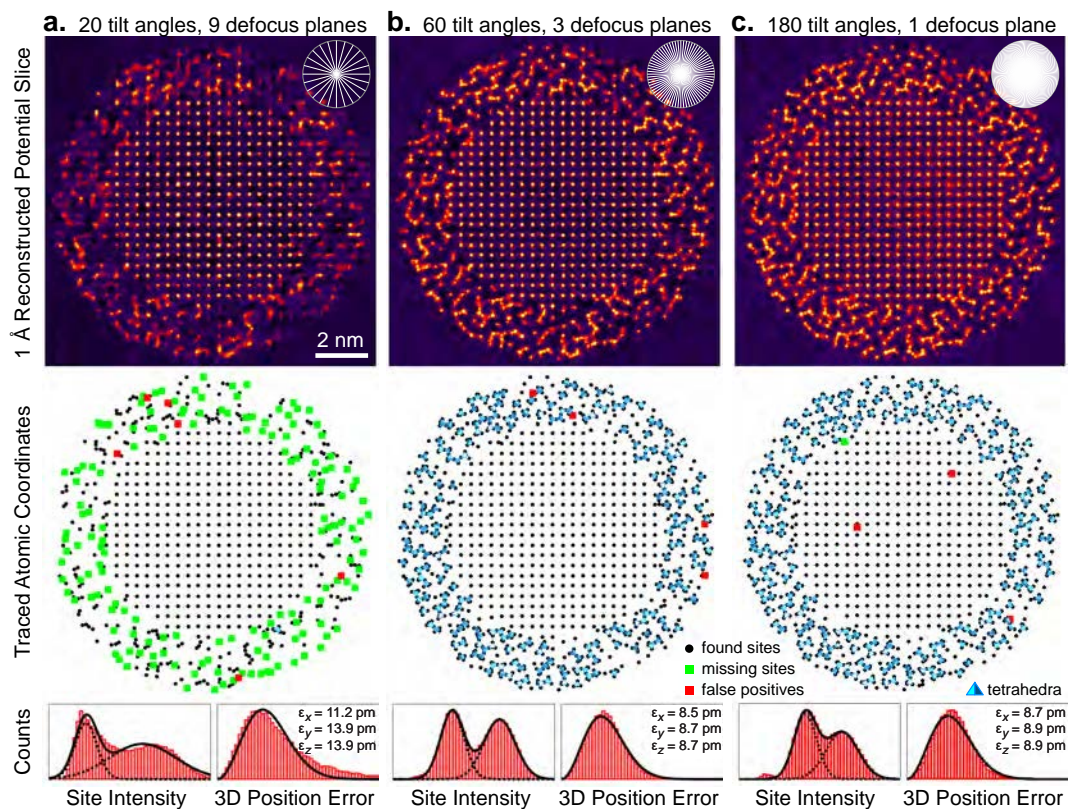 a. 20 tilt angles, 9 defocus planes
b. 60 tilt angles, 3 defocus planes
c. 180 tilt angles, 1 defocus plane
1 Å Reconstructed Potential Slice
2 nm
Traced Atomic Coordinates
found sites
missing sites
false positives
tetrahedra
Counts
εx = 11.2 pm
εy = 13.9 pm
εz = 13.9 pm
εx = 8.5 pm
εy = 8.7 pm
εz = 8.7 pm
εx = 8.7 pm
εy = 8.9 pm
εz = 8.9 pm
Site Intensity
3D Position Error
Site Intensity
3D Position Error
Site Intensity
3D Position Error